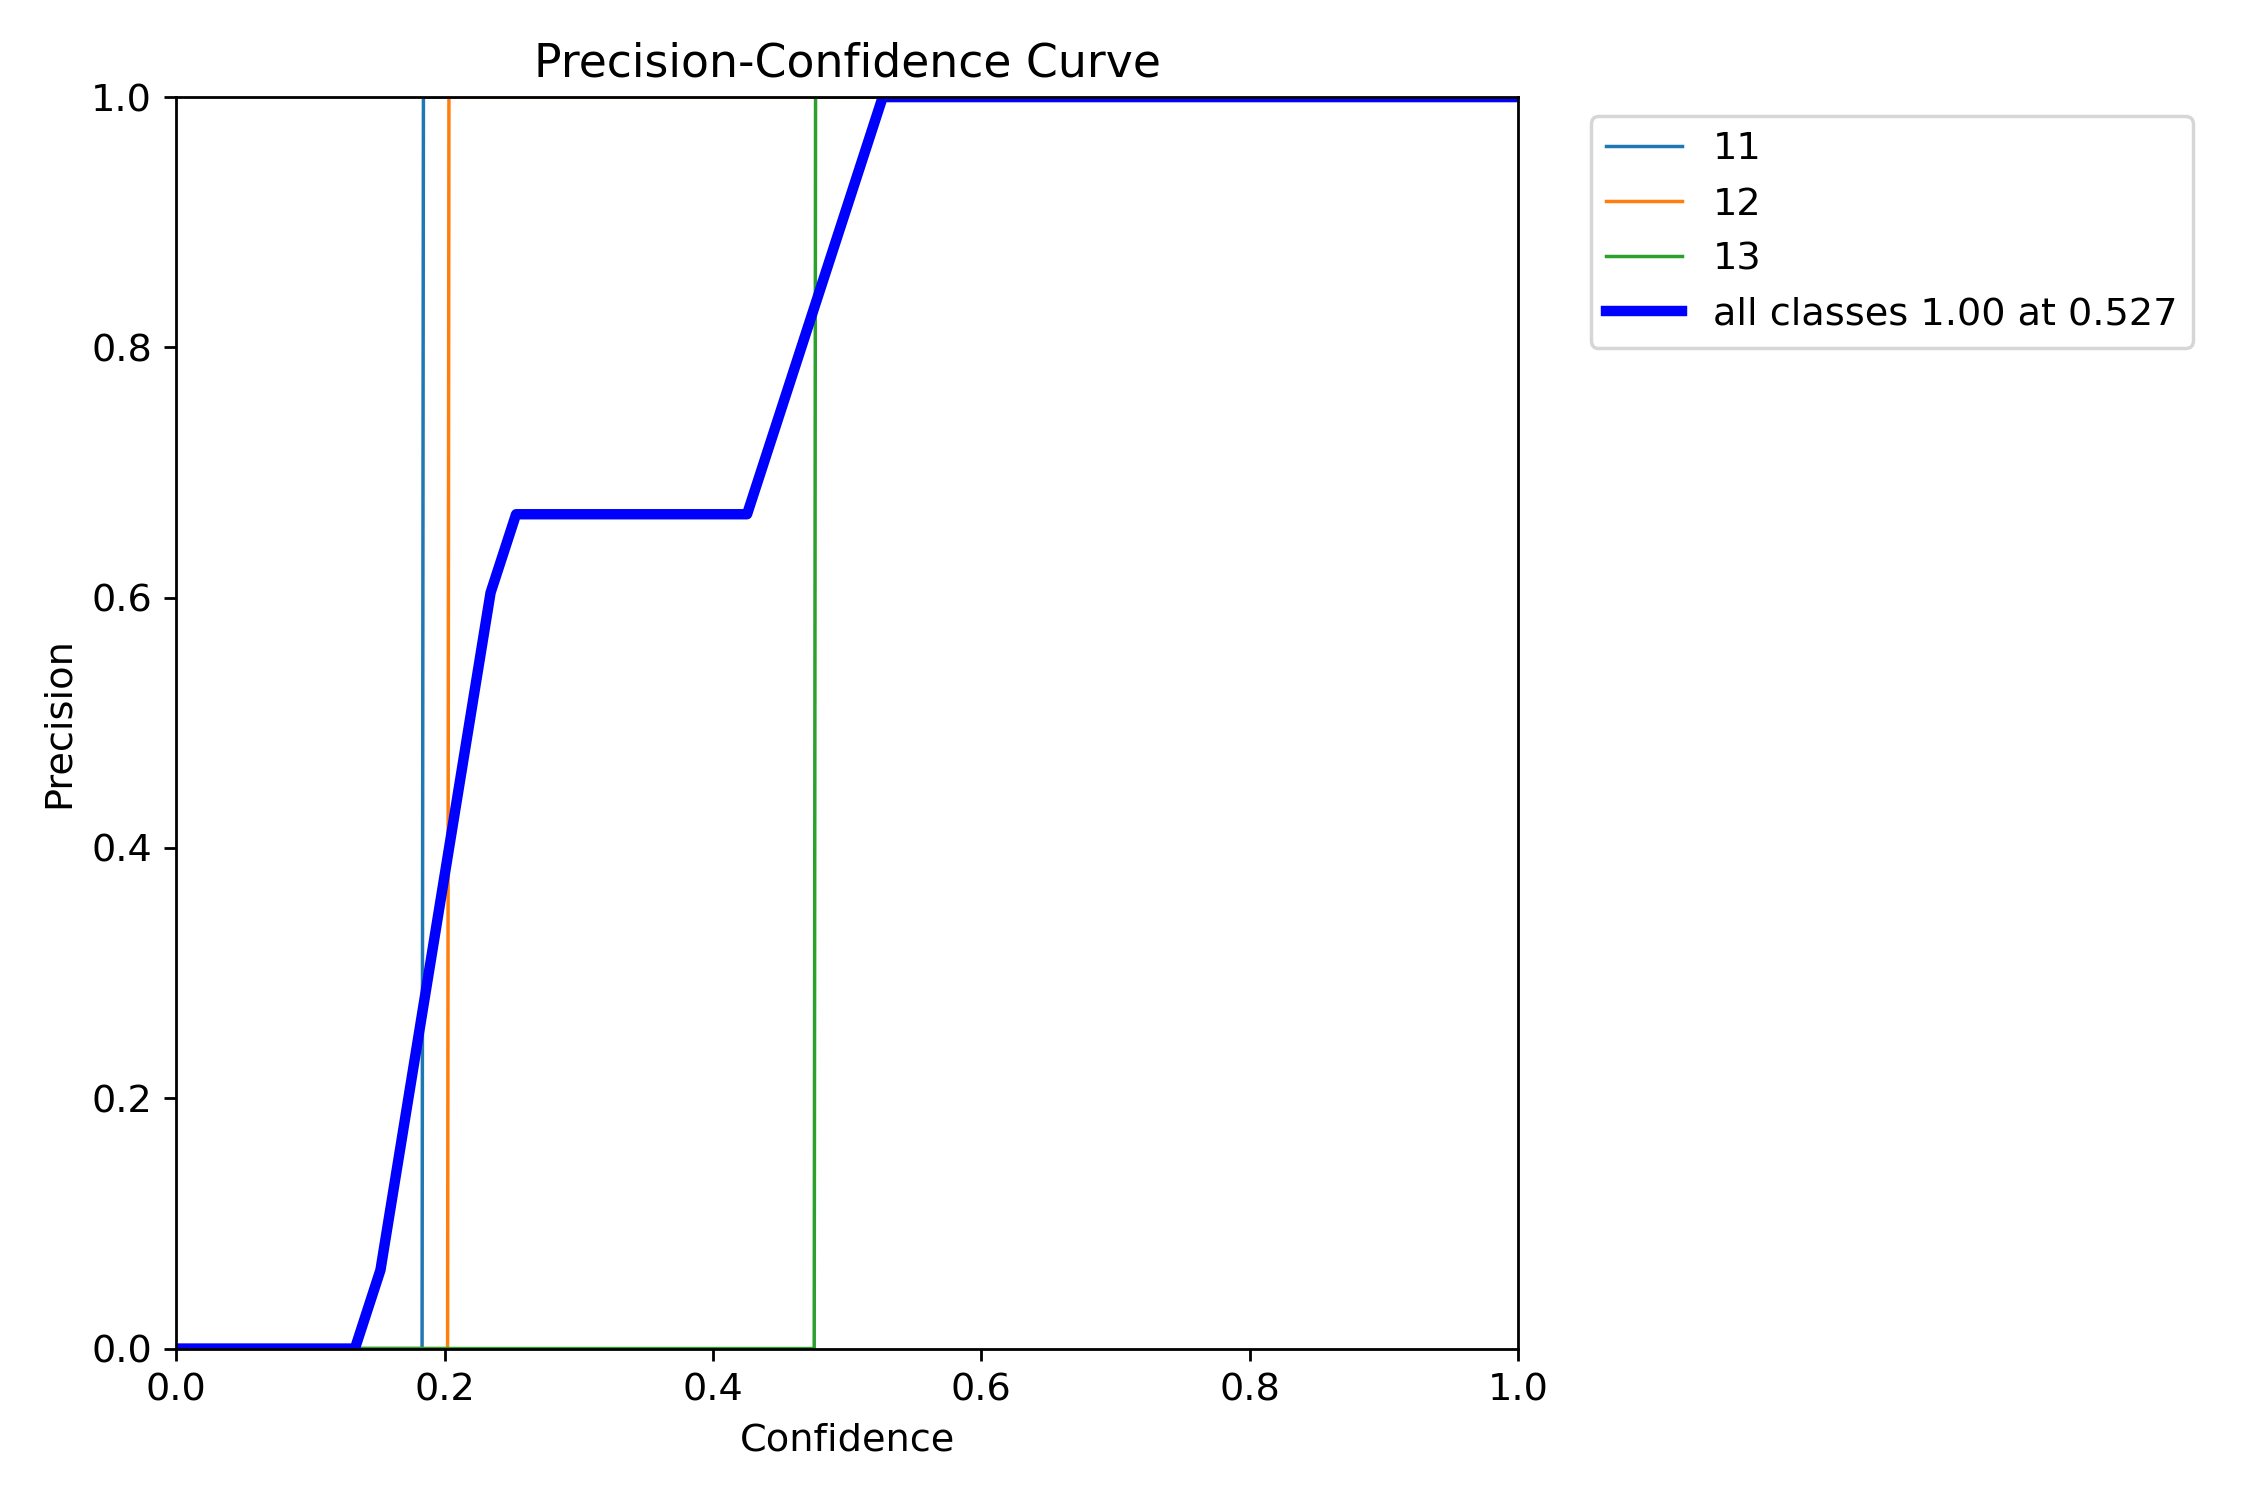 Precision-Confidence Curve
1.0
0.8
0.6
0.4
0.2
0.0
Precision
0.0 0.2 0.4 0.6 0.8 1.0
Confidence
11
12
13
all classes 1.00 at 0.527